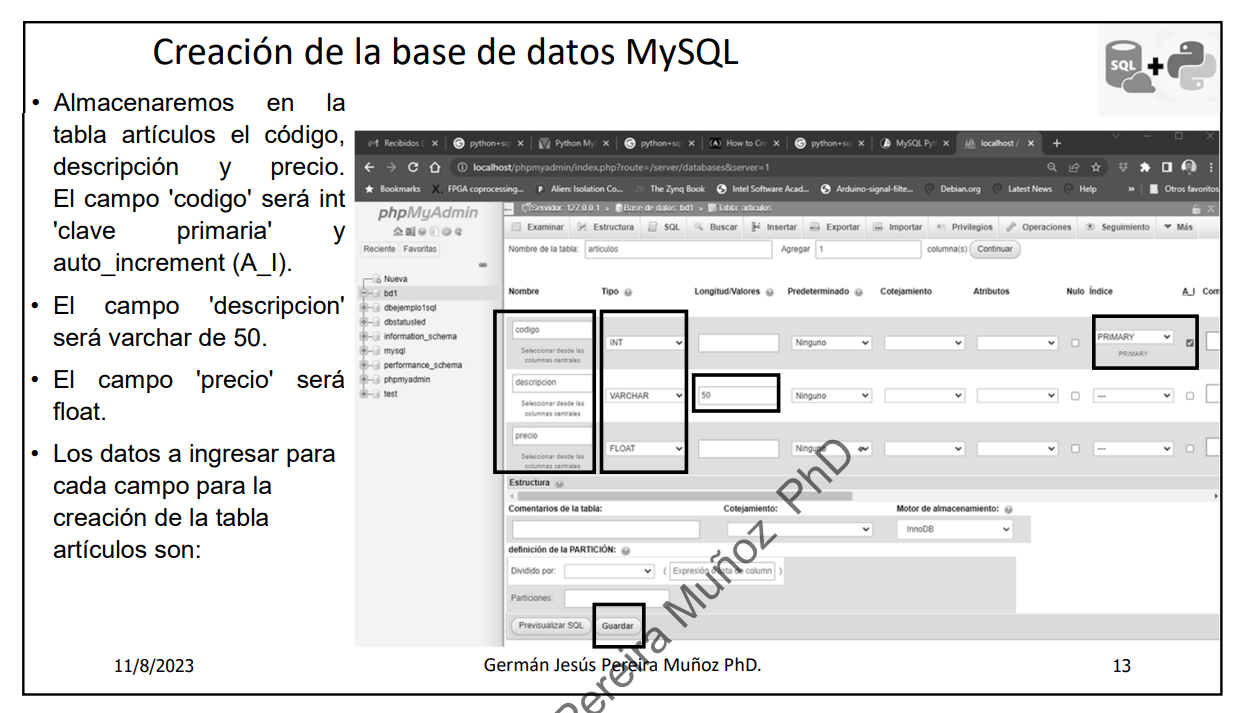 Creación de la base de datos MySQL
SQL
+
• Almacenaremos en la
tabla artículos el código,
descripción y precio.
El campo 'codigo' será int
'clave primaria' y
auto_increment (A_I).
• El campo 'descripcion'
será varchar de 50.
• El campo 'precio' será
float.
• Los datos a ingresar para
cada campo para la
creación de la tabla
artículos son:
Recibidos ( × python+sq × Python My × python+sq × How to Cre × python+sq × MySQL Pyt × localhost / × +
localhost/phpmyadmin/index.php?route=/server/databases&server=1
Bookmarks X. FPGA coprocessing... Alien: Isolation Co... The Zynq Book Intel Software Acad... Arduino-signal-filte... Debian.org Latest News Help » Otros favoritos
phpMyAdmin
Reciente Favoritas
Nueva
bd1
dbejemplo1sql
dbstatusled
information_schema
mysql
performance_schema
phpmyadmin
test
Servidor: 127.0.0.1 » Base de datos: bd1 » Tabla: articulos
Examinar Estructura SQL Buscar Insertar Exportar Importar Privilegios Operaciones Seguimiento Más
Nombre de la tabla: articulos Agregar 1 columna(s) Continuar
Nombre Tipo Longitud/Valores Predeterminado Cotejamiento Atributos Nulo Índice A_I Com
codigo INT Ninguno PRIMARY
Seleccionar desde las PRIMARY
columnas centrales
descripcion VARCHAR 50 Ninguno ---
Seleccionar desde las
columnas centrales
precio FLOAT Ninguno ---
Seleccionar desde las
columnas centrales
Estructura
Comentarios de la tabla: Cotejamiento: Motor de almacenamiento:
InnoDB
definición de la PARTICIÓN:
Dividido por: ( Expresión o lista de column )
Particiones:
Previsualizar SQL Guardar
Pereira Muñoz PhD
11/8/2023 Germán Jesús Pereira Muñoz PhD. 13